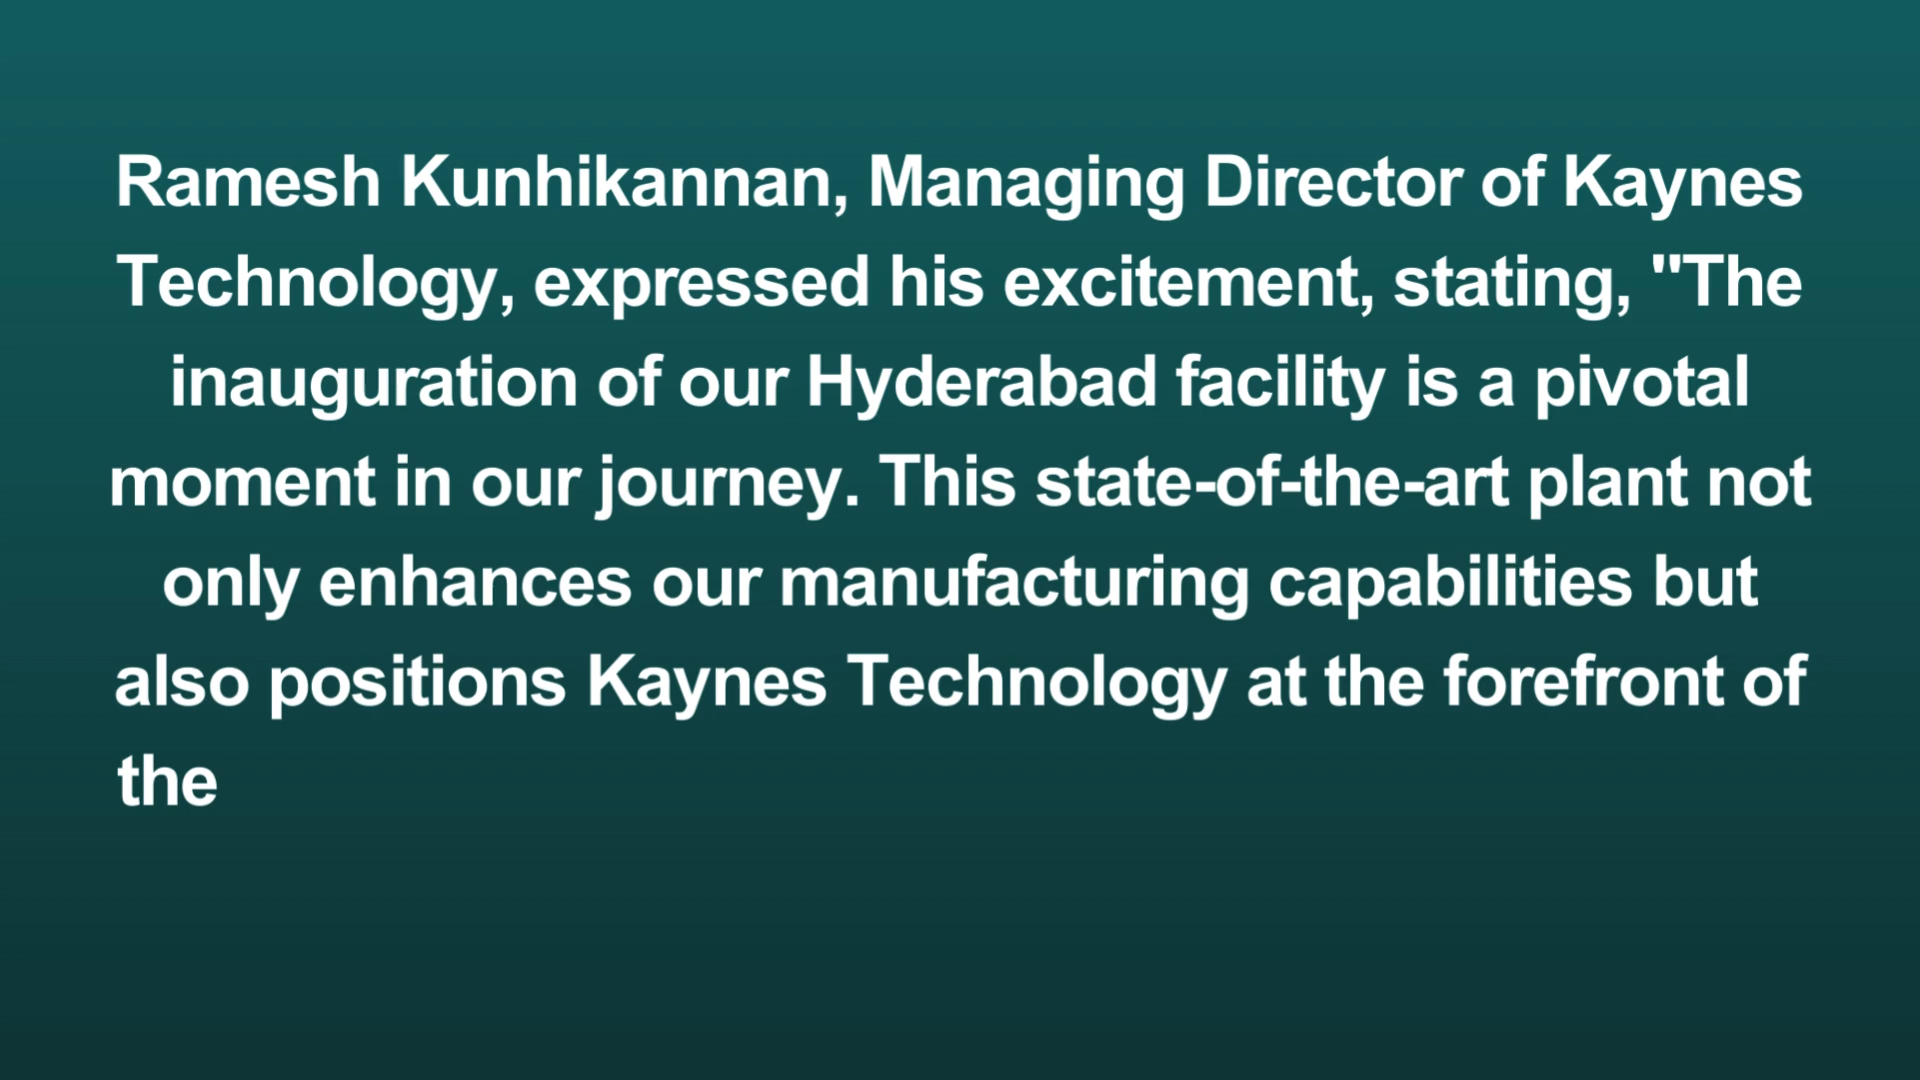 Ramesh Kunhikannan, Managing Director of Kaynes
Technology, expressed his excitement, stating, "The
inauguration of our Hyderabad facility is a pivotal
moment in our journey. This state-of-the-art plant not
only enhances our manufacturing capabilities but
also positions Kaynes Technology at the forefront of
the